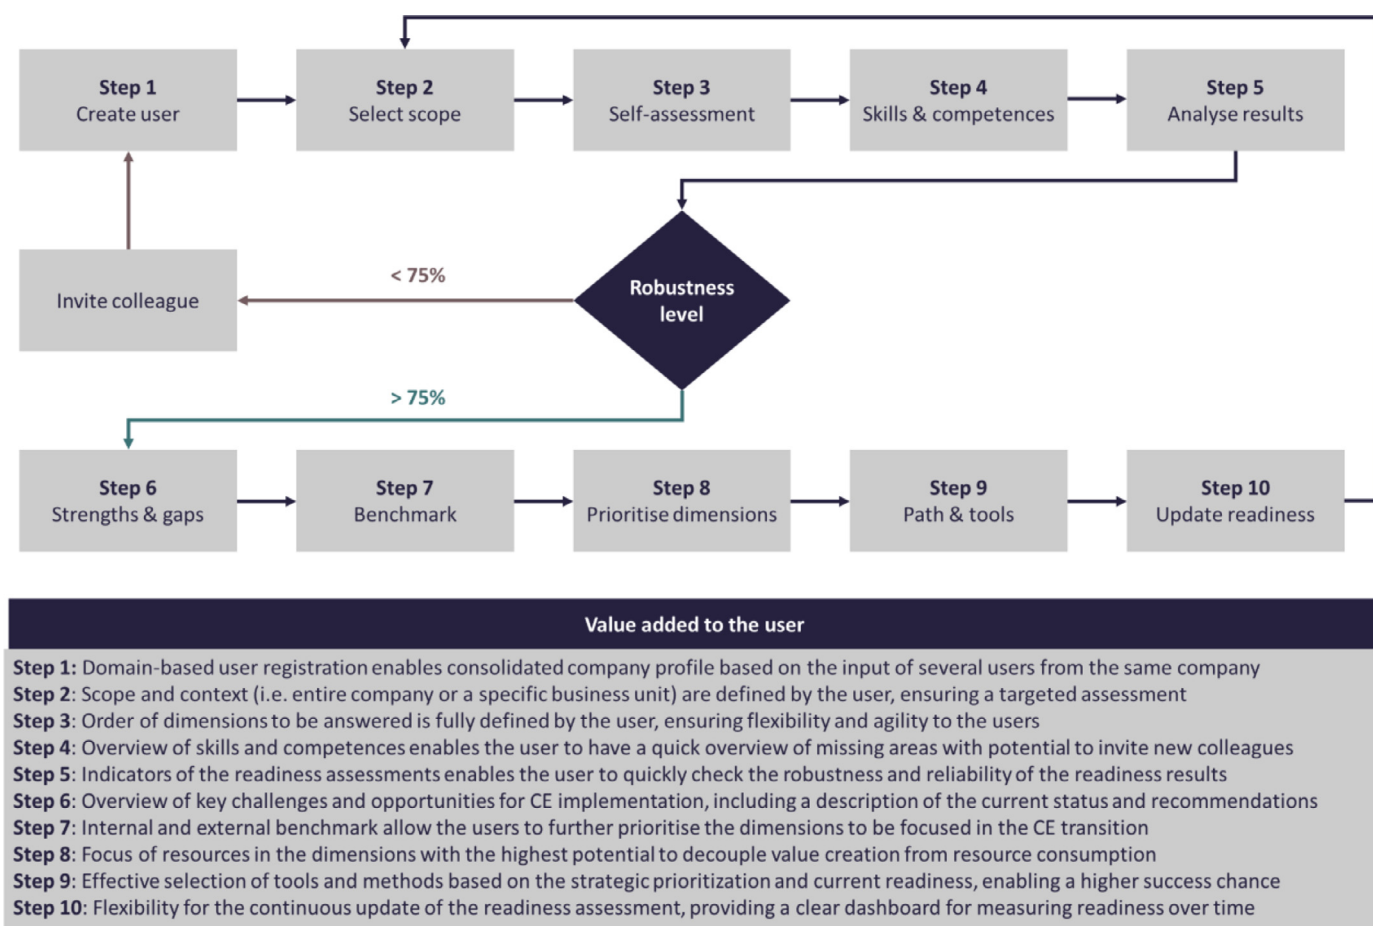 Step 1
Create user
Step 2
Select scope
Step 3
Self-assessment
Step 4
Skills & competences
Step 5
Analyse results
Invite colleague
< 75%
Robustness
level
> 75%
Step 6
Strengths & gaps
Step 7
Benchmark
Step 8
Prioritise dimensions
Step 9
Path & tools
Step 10
Update readiness
Value added to the user
Step 1: Domain-based user registration enables consolidated company profile based on the input of several users from the same company
Step 2: Scope and context (i.e. entire company or a specific business unit) are defined by the user, ensuring a targeted assessment
Step 3: Order of dimensions to be answered is fully defined by the user, ensuring flexibility and agility to the users
Step 4: Overview of skills and competences enables the user to have a quick overview of missing areas with potential to invite new colleagues
Step 5: Indicators of the readiness assessments enables the user to quickly check the robustness and reliability of the readiness results
Step 6: Overview of key challenges and opportunities for CE implementation, including a description of the current status and recommendations
Step 7: Internal and external benchmark allow the users to further prioritise the dimensions to be focused in the CE transition
Step 8: Focus of resources in the dimensions with the highest potential to decouple value creation from resource consumption
Step 9: Effective selection of tools and methods based on the strategic prioritization and current readiness, enabling a higher success chance
Step 10: Flexibility for the continuous update of the readiness assessment, providing a clear dashboard for measuring readiness over time